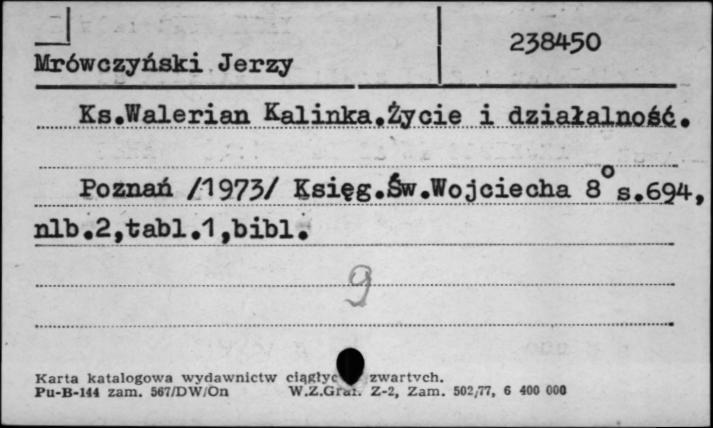 238450
Mrówczyński Jerzy
Ks.Walerian Kalinka.Życie i działalność.
Poznań /1973/ Księg.Św.Wojciecha 8° s.694,
nlb.2,tabl.1,bibl.
9
Karta katalogowa wydawnictw zwartych.
Pu-B-144 zam. 567/DW/On W.Z.Graf. Z-2, Zam. 502/77, 6 400 000